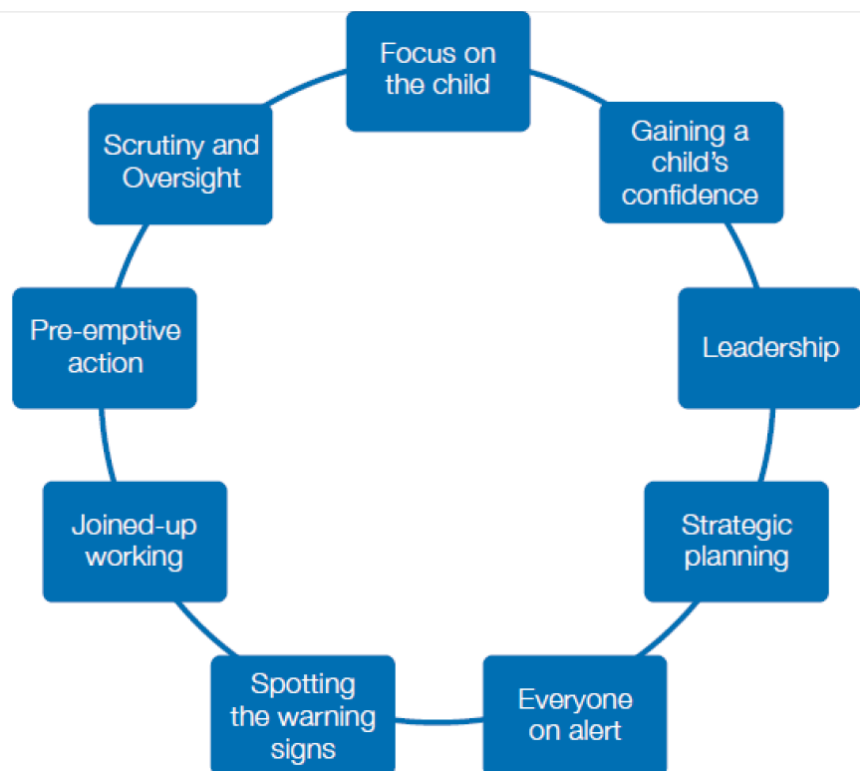 Focus on
the child
Gaining a
child's
confidence
Leadership
Strategic
planning
Everyone
on alert
Spotting
the warning
signs
Joined-up
working
Pre-emptive
action
Scrutiny and
Oversight